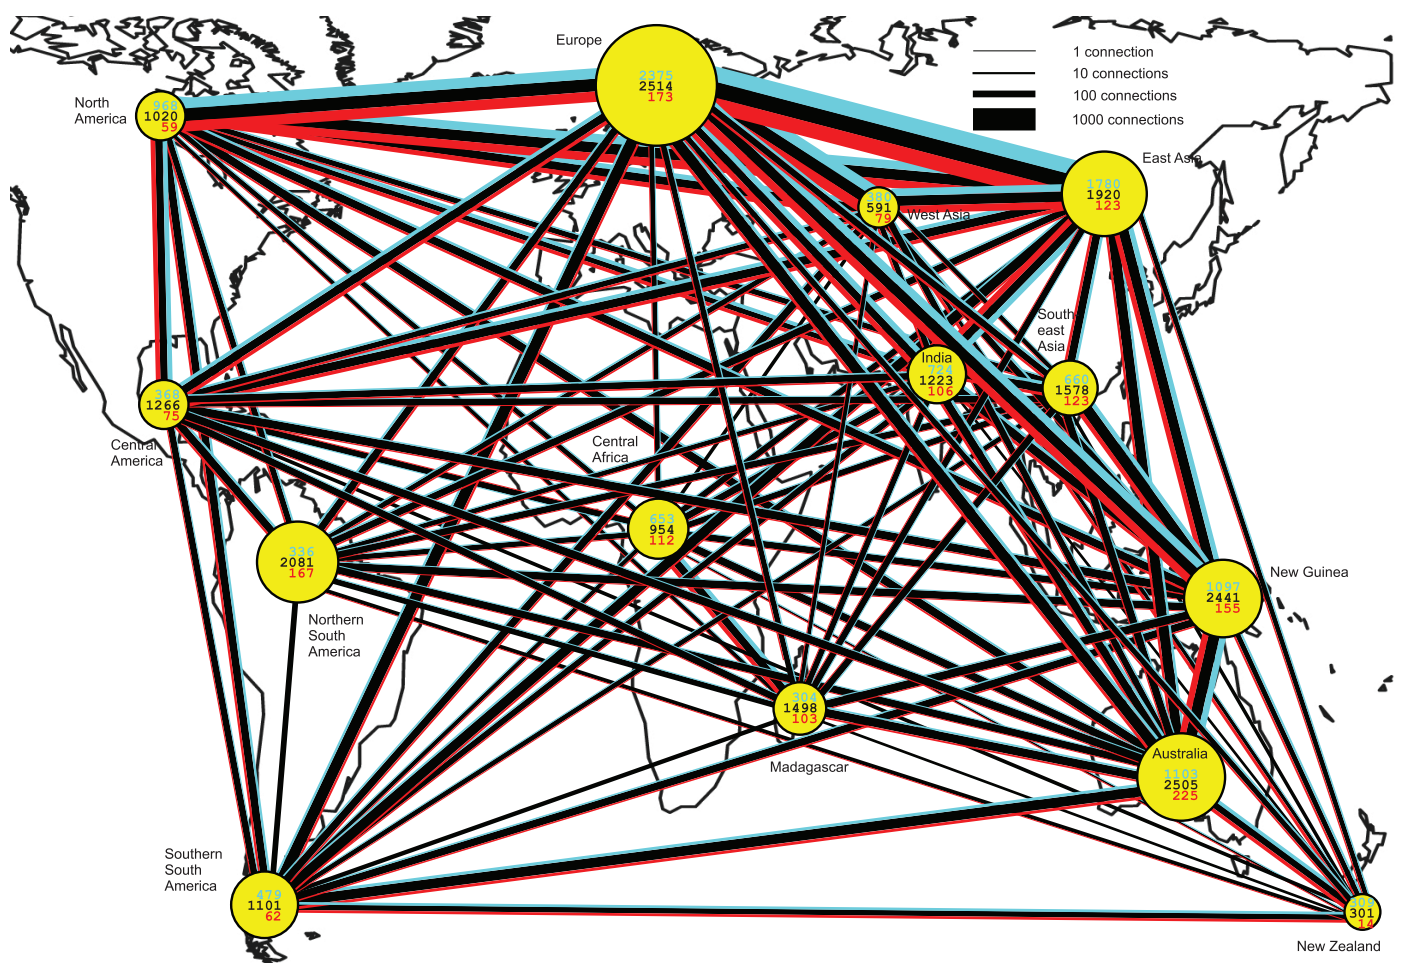 Europe
2375
2514
173
1 connection
10 connections
100 connections
1000 connections
North
America
968
1020
59
East Asia
1780
1920
123
380
591
79
West Asia
South
east
Asia
India
724
1223
106
660
1578
123
368
1266
75
Central
America
Central
Africa
653
954
112
336
2081
167
Northern
South
America
New Guinea
1097
2441
155
304
1498
103
Madagascar
Australia
1103
2505
225
Southern
South
America
479
1101
62
309
301
14
New Zealand